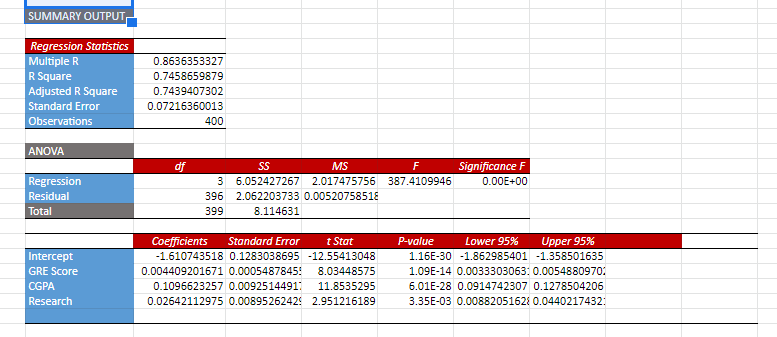 SUMMARY OUTPUT
Regression Statistics
Multiple R 0.8636353327
R Square 0.7458659879
Adjusted R Square 0.7439407302
Standard Error 0.07216360013
Observations 400
ANOVA
df SS MS F Significance F
Regression 3 6.052427267 2.017475756 387.4109946 0.00E+00
Residual 396 2.062203733 0.00520758518
Total 399 8.114631
Coefficients Standard Error t Stat P-value Lower 95% Upper 95%
Intercept -1.610743518 0.1283038695 -12.55413048 1.16E-30 -1.862985401 -1.358501635
GRE Score 0.004409201671 0.0005487845 8.03448575 1.09E-14 0.0033303063 0.0054880970
CGPA 0.1096623257 0.0092514491 11.8535295 6.01E-28 0.0914742307 0.1278504206
Research 0.02642112975 0.0089526242 2.951216189 3.35E-03 0.0088205162 0.0440217432